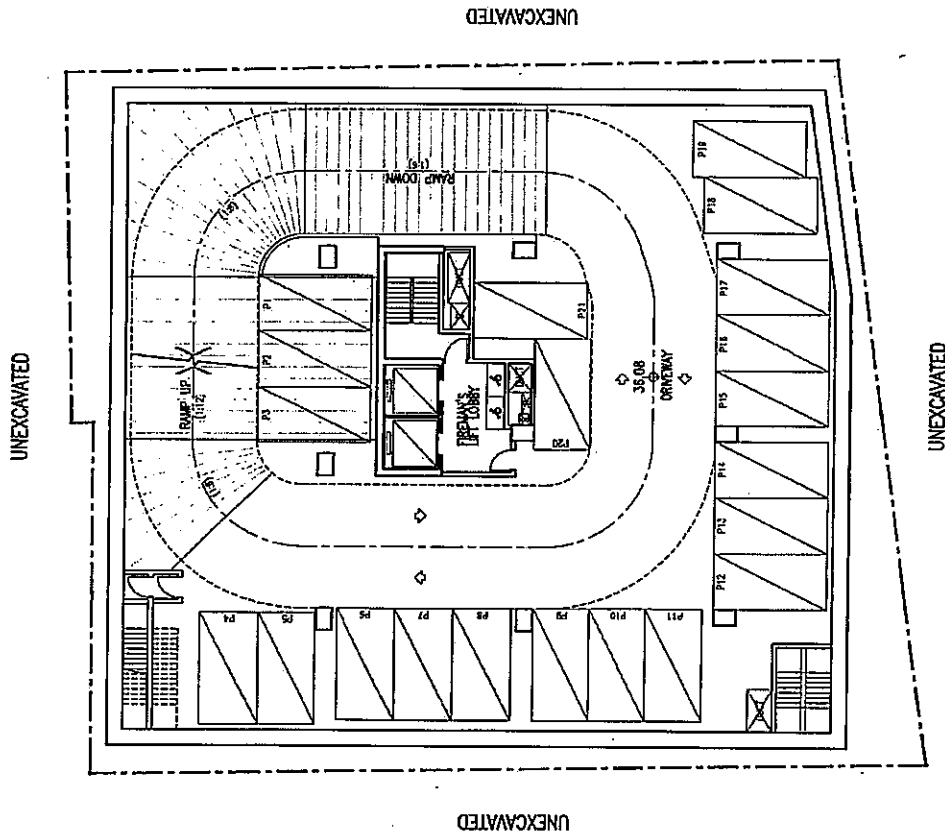 UNEXCAVATED
UNEXCAVATED
UNEXCAVATED
UNEXCAVATED
RAMP UP
(1:12)
(1:8)
(1:8)
RAMP DOWN
(1:6)
P1
P2
P3
P4
P5
P6
P7
P8
P9
P10
P11
P12
P13
P14
P15
P16
P17
P18
P19
P20
P21
FIREMAN'S
LIFT LOBBY
36.08
DRIVEWAY